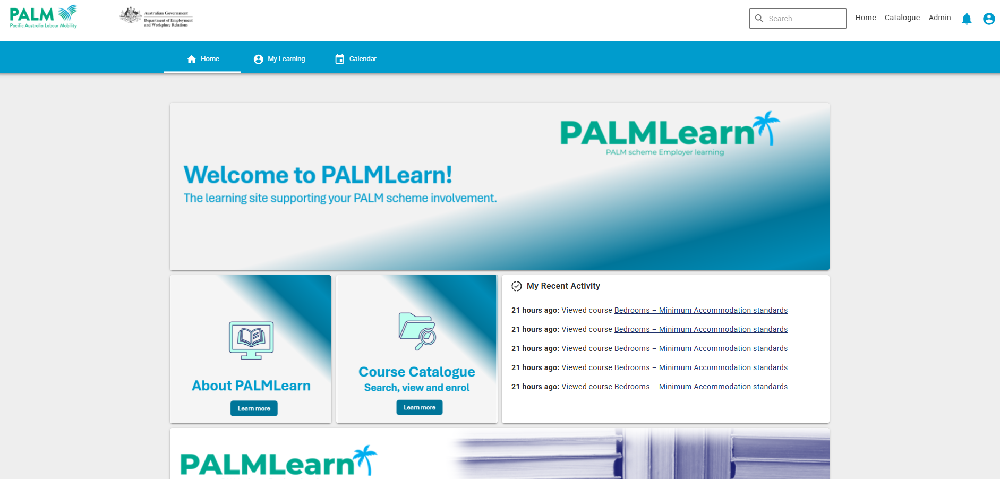 PALM
Pacific Australia Labour Mobility
Australian Government
Department of Employment
and Workplace Relations
Search
Home
Catalogue
Admin
Home
My Learning
Calendar
PALMLearn
PALM scheme Employer learning
Welcome to PALMLearn!
The learning site supporting your PALM scheme involvement.
About PALMLearn
Learn more
Course Catalogue
Search, view and enrol
Learn more
My Recent Activity
21 hours ago: Viewed course Bedrooms – Minimum Accommodation standards
21 hours ago: Viewed course Bedrooms – Minimum Accommodation standards
21 hours ago: Viewed course Bedrooms – Minimum Accommodation standards
21 hours ago: Viewed course Bedrooms – Minimum Accommodation standards
21 hours ago: Viewed course Bedrooms – Minimum Accommodation standards
PALMLearn